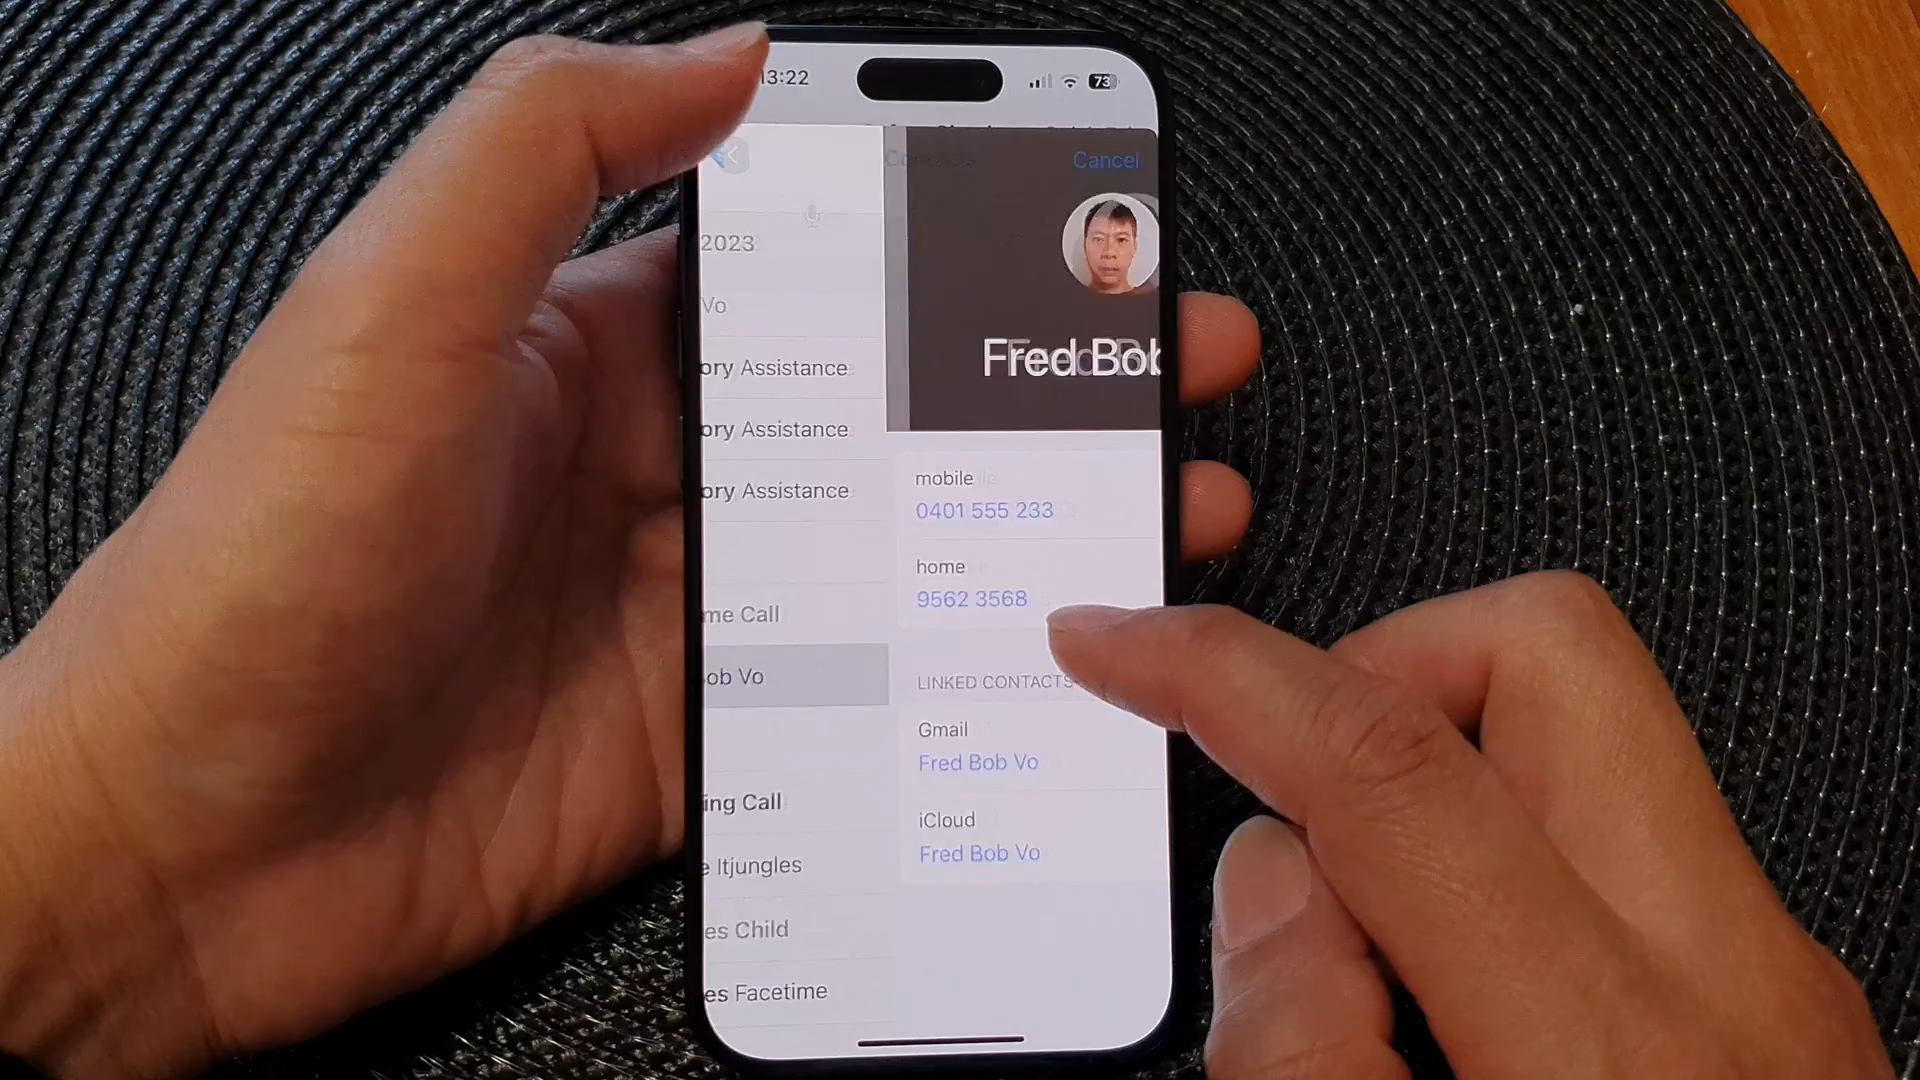 13:22
73
Contacts
Cancel
2023
Vo
Fred Bob
ory Assistance
ory Assistance
ory Assistance
mobile
0401 555 233
home
9562 3568
me Call
ob Vo
LINKED CONTACTS
Gmail
Fred Bob Vo
ing Call
iCloud
Fred Bob Vo
e Itjungles
es Child
es Facetime